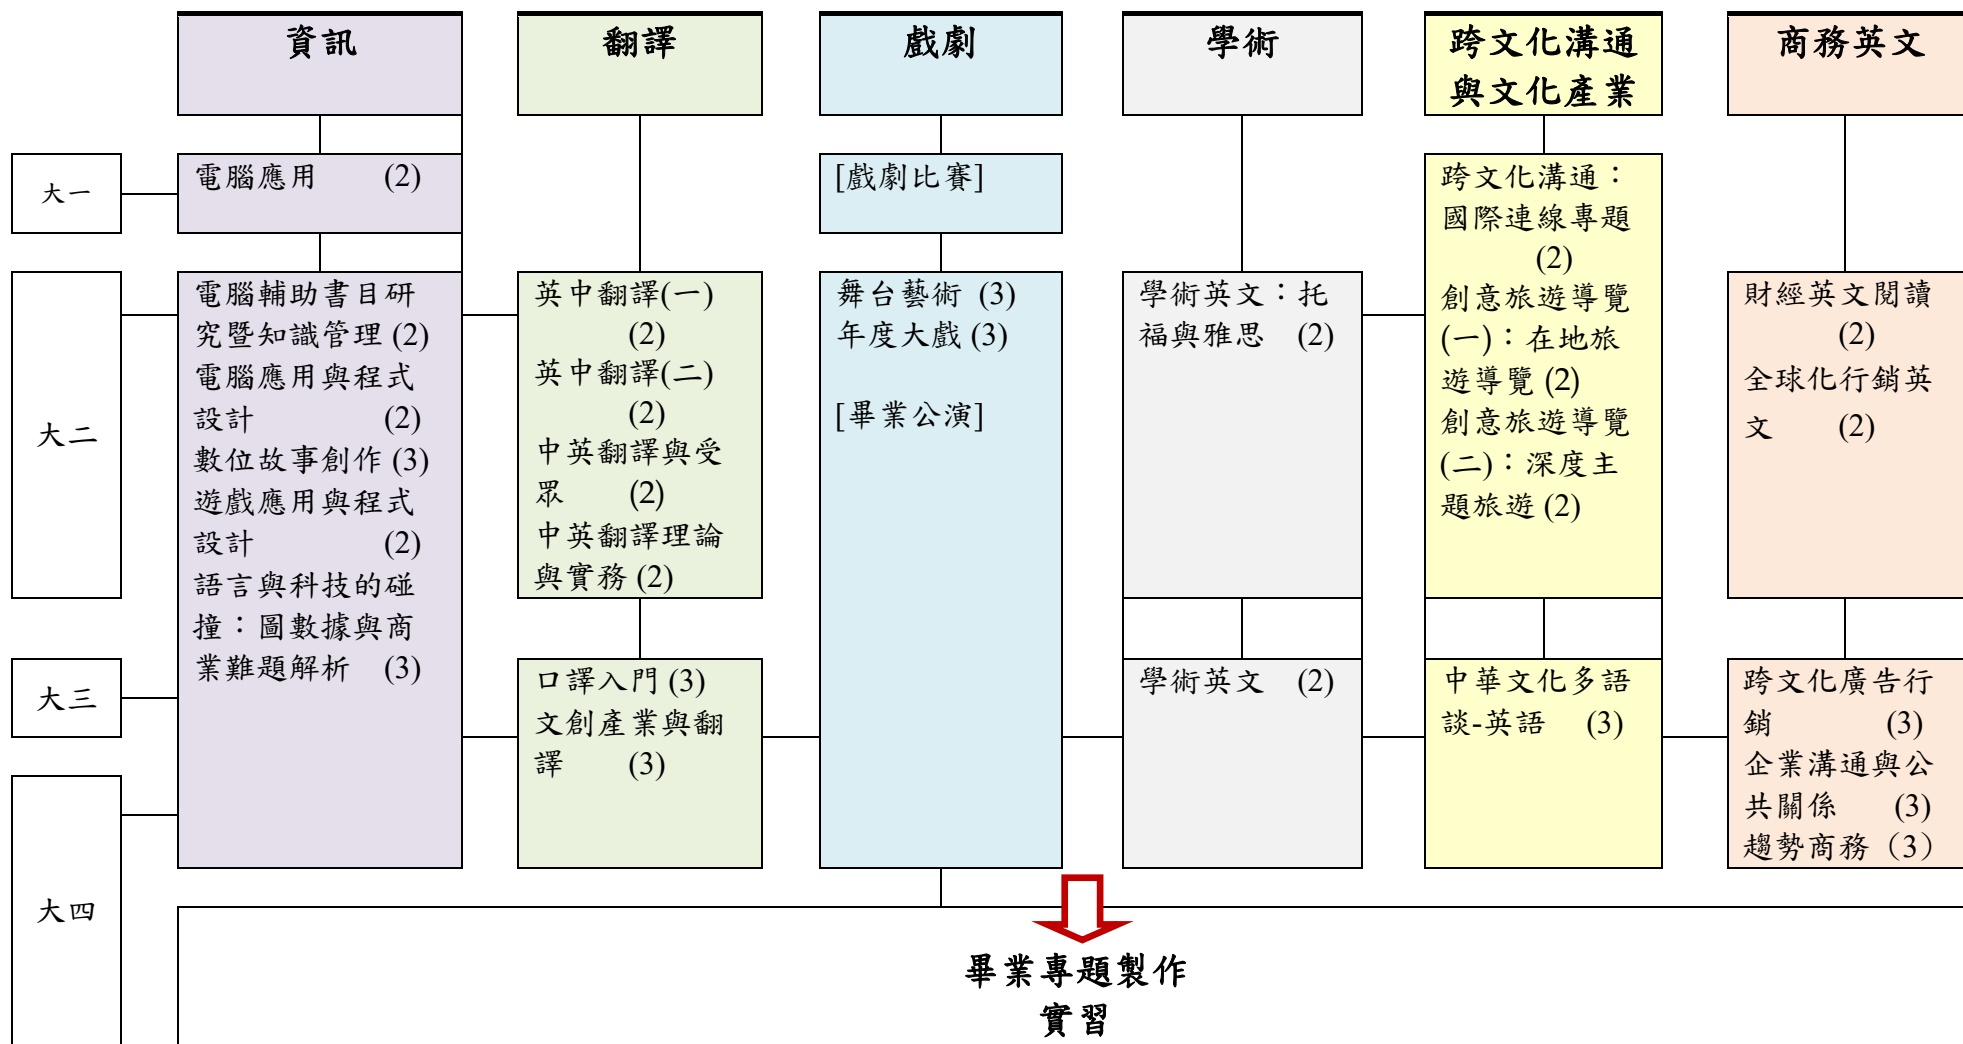 資訊
翻譯
戲劇
學術
跨文化溝通
與文化產業
商務英文
大一
電腦應用 (2)
[戲劇比賽]
跨文化溝通：
國際連線專題
(2)
創意旅遊導覽
(一)：在地旅
遊導覽 (2)
創意旅遊導覽
(二)：深度主
題旅遊 (2)
大二
電腦輔助書目研
究暨知識管理 (2)
電腦應用與程式
設計 (2)
數位故事創作 (3)
遊戲應用與程式
設計 (2)
語言與科技的碰
撞：圖數據與商
業難題解析 (3)
英中翻譯(一)
(2)
英中翻譯(二)
(2)
中英翻譯與受
眾 (2)
中英翻譯理論
與實務 (2)
舞台藝術 (3)
年度大戲 (3)
[畢業公演]
學術英文：托
福與雅思 (2)
財經英文閱讀
(2)
全球化行銷英
文 (2)
大三
口譯入門 (3)
文創產業與翻
譯 (3)
學術英文 (2)
中華文化多語
談-英語 (3)
跨文化廣告行
銷 (3)
企業溝通與公
共關係 (3)
趨勢商務（3）
大四
畢業專題製作
實習